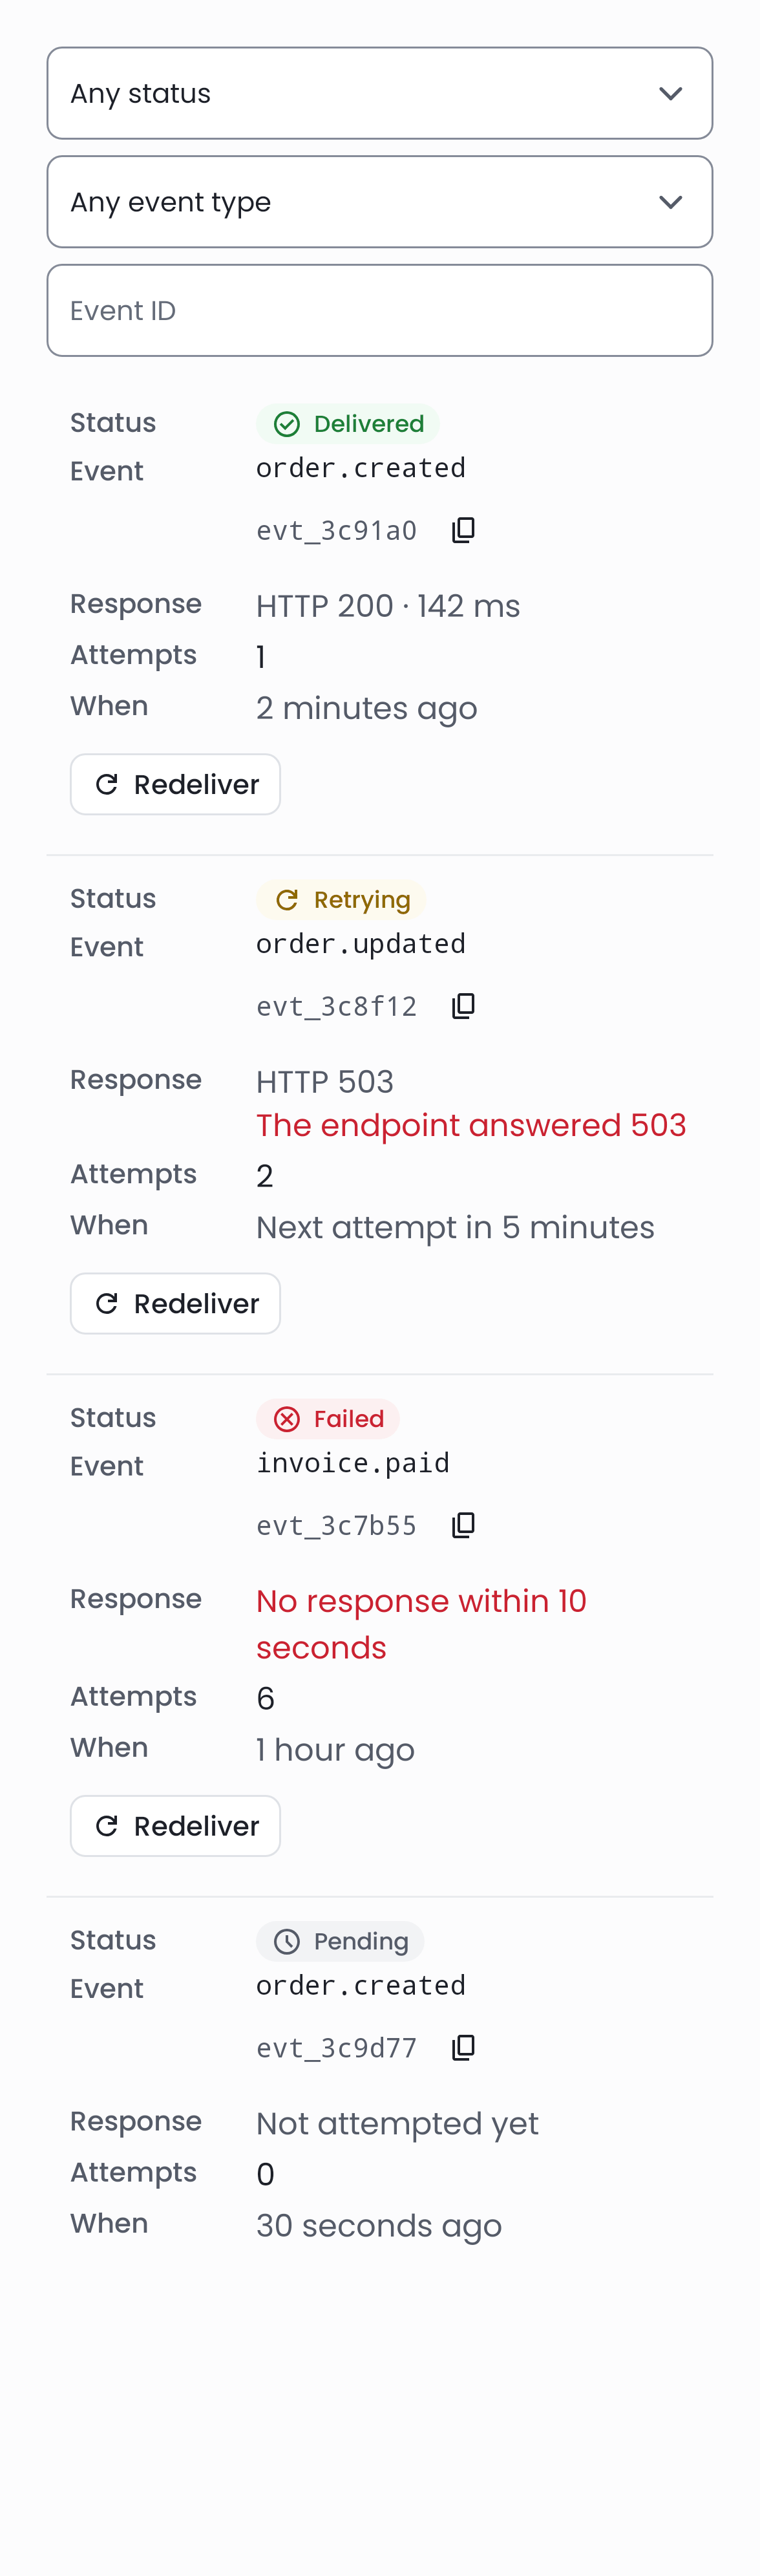 Any status
Any event type
Event ID
Status Delivered
Event order.created
evt_3c91a0
Response HTTP 200 · 142 ms
Attempts 1
When 2 minutes ago
Redeliver
Status Retrying
Event order.updated
evt_3c8f12
Response HTTP 503
The endpoint answered 503
Attempts 2
When Next attempt in 5 minutes
Redeliver
Status Failed
Event invoice.paid
evt_3c7b55
Response No response within 10
seconds
Attempts 6
When 1 hour ago
Redeliver
Status Pending
Event order.created
evt_3c9d77
Response Not attempted yet
Attempts 0
When 30 seconds ago